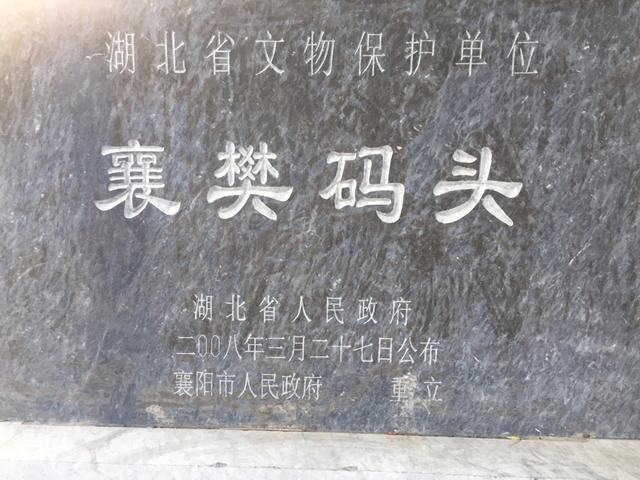 湖北省文物保护单位
襄樊码头
湖北省人民政府
二00八年三月二十七日公布
襄阳市人民政府 重立